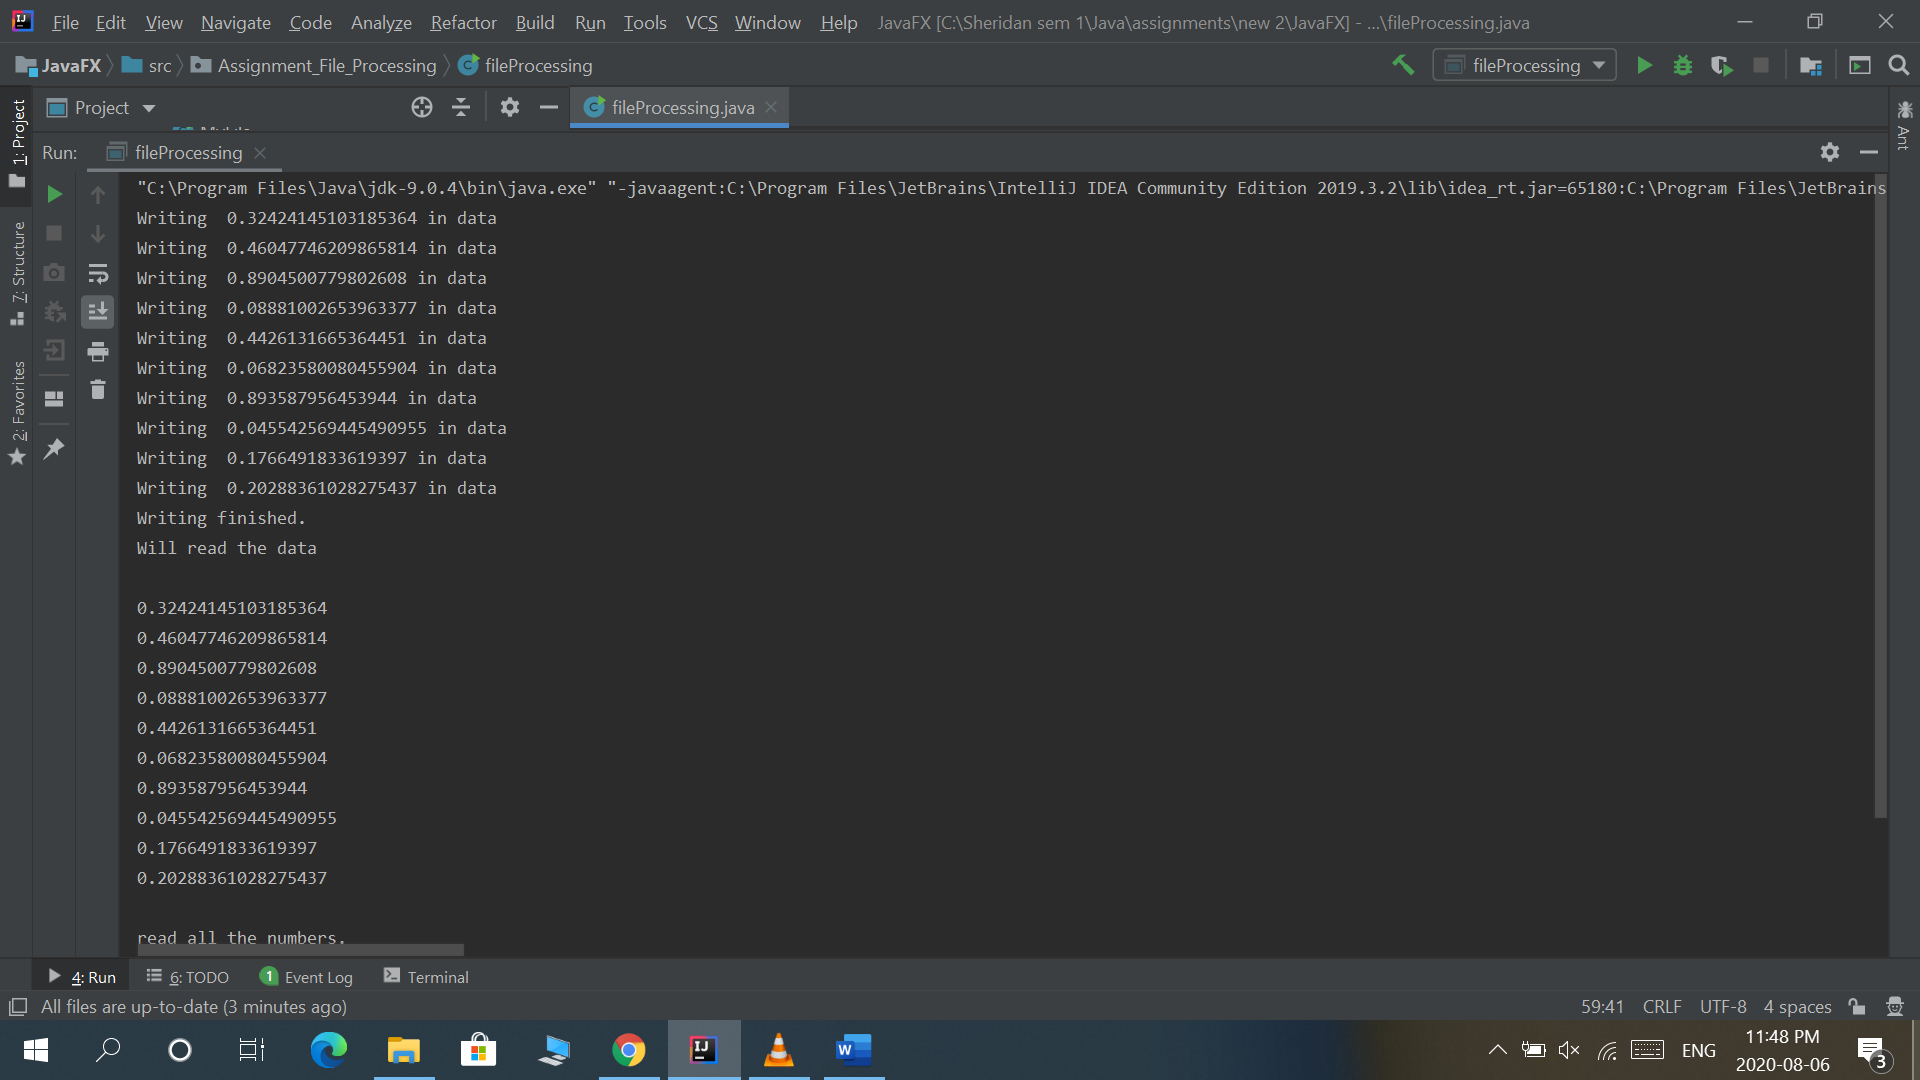 File Edit View Navigate Code Analyze Refactor Build Run Tools VCS Window Help JavaFX [C:\Sheridan sem 1\Java\assignments\new 2\JavaFX] - ...\fileProcessing.java
JavaFX src Assignment_File_Processing fileProcessing fileProcessing
Project fileProcessing.java
Run: fileProcessing
"C:\Program Files\Java\jdk-9.0.4\bin\java.exe" "-javaagent:C:\Program Files\JetBrains\IntelliJ IDEA Community Edition 2019.3.2\lib\idea_rt.jar=65180:C:\Program Files\JetBrains
Writing  0.32424145103185364 in data
Writing  0.46047746209865814 in data
Writing  0.8904500779802608 in data
Writing  0.08881002653963377 in data
Writing  0.4426131665364451 in data
Writing  0.06823580080455904 in data
Writing  0.893587956453944 in data
Writing  0.045542569445490955 in data
Writing  0.1766491833619397 in data
Writing  0.20288361028275437 in data
Writing finished.
Will read the data
0.32424145103185364
0.46047746209865814
0.8904500779802608
0.08881002653963377
0.4426131665364451
0.06823580080455904
0.893587956453944
0.045542569445490955
0.1766491833619397
0.20288361028275437
read all the numbers.
1: Project
7: Structure
2: Favorites
Ant
4: Run 6: TODO 1 Event Log Terminal
All files are up-to-date (3 minutes ago) 59:41 CRLF UTF-8 4 spaces
ENG 11:48 PM
2020-08-06 3